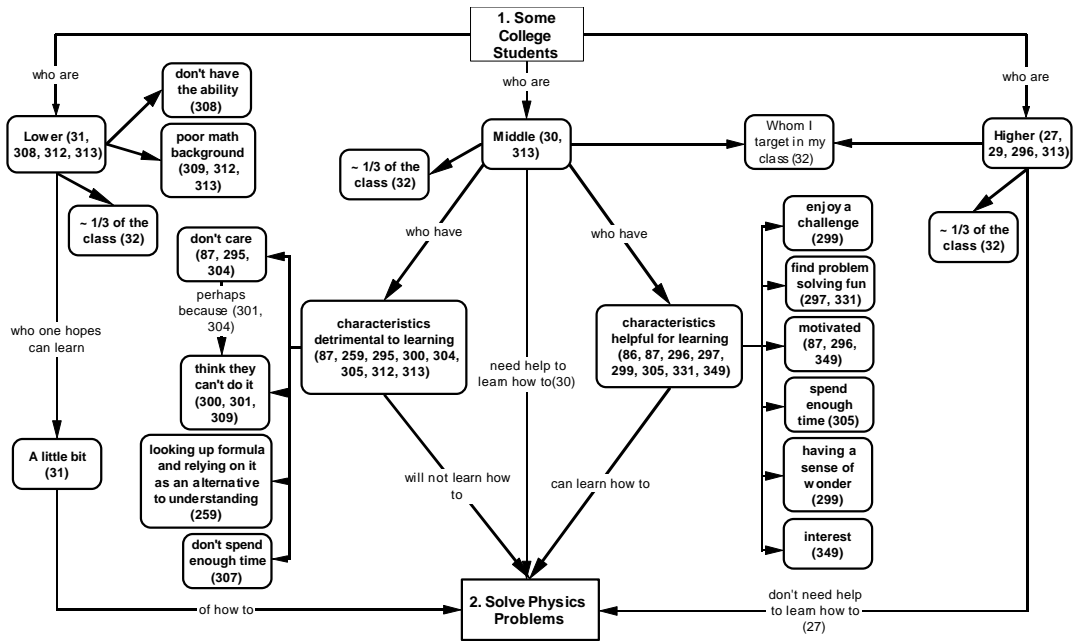 1. Some
College
Students
who are
who are
who are
don't have
the ability
(308)
Lower (31,
308, 312, 313)
poor math
background
(309, 312,
313)
~ 1/3 of the
class (32)
Middle (30,
313)
~ 1/3 of the
class (32)
Whom I
target in my
class (32)
Higher (27,
29, 296, 313)
~ 1/3 of the
class (32)
who have
who have
don't care
(87, 295,
304)
perhaps
because (301,
304)
think they
can't do it
(300, 301,
309)
looking up formula
and relying on it
as an alternative
to understanding
(259)
don't spend
enough time
(307)
characteristics
detrimental to learning
(87, 259, 295, 300, 304,
305, 312, 313)
need help to
learn how to(30)
characteristics
helpful for learning
(86, 87, 296, 297,
299, 305, 331, 349)
enjoy a
challenge
(299)
find problem
solving fun
(297, 331)
motivated
(87, 296,
349)
spend
enough
time (305)
having a
sense of
wonder
(299)
interest
(349)
who one hopes
can learn
A little bit
(31)
will not learn how
to
can learn how to
of how to
2. Solve Physics
Problems
don't need help
to learn how to
(27)